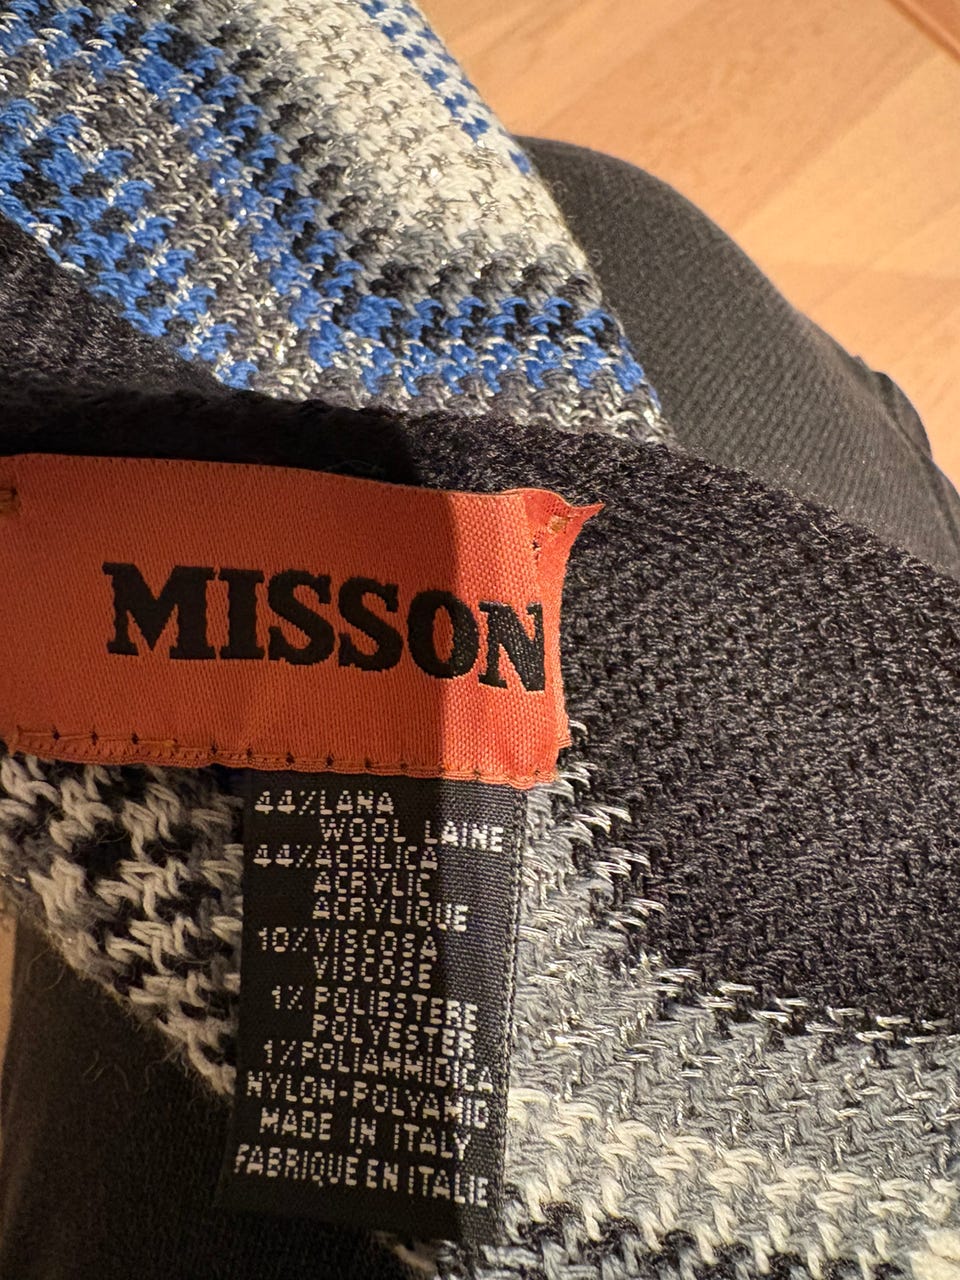 MISSON
44%LANA
WOOL LAINE
44%ACRILICA
ACRYLIC
ACRYLIQUE
10%VISCOSA
VISCOSE
1%POLIESTERE
POLYESTER
1%POLIAMMIDICA
NYLON-POLYAMID
MADE IN ITALY
FABRIQUE EN ITALIE